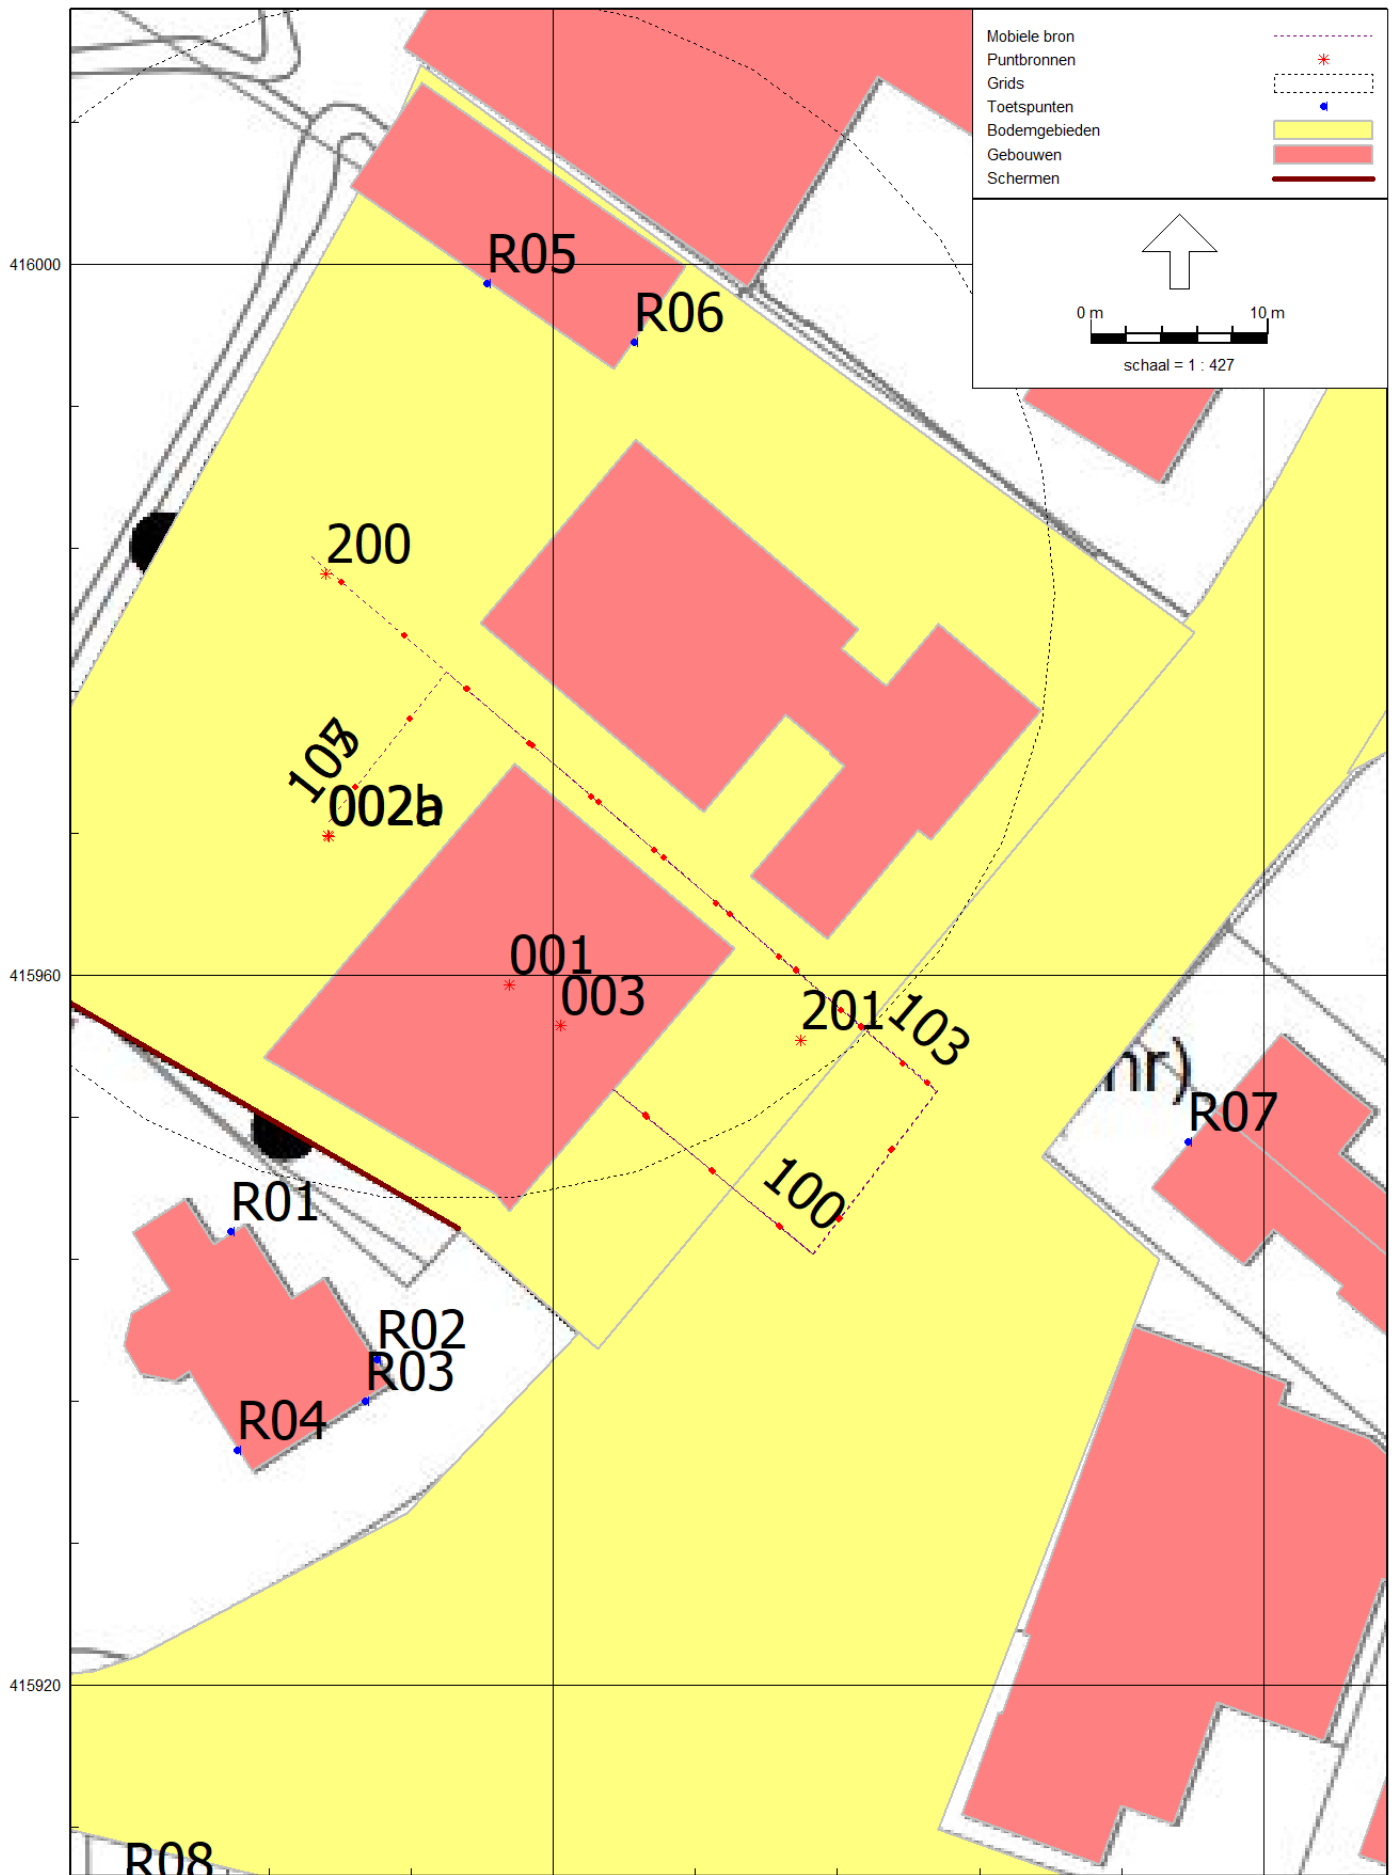 Mobiele bron
Puntbronnen
Grids
Toetspunten
Bodemgebieden
Gebouwen
Schermen
0 m 10 m
schaal = 1 : 427
416000
R05
R06
200
002b
415960
001
003
201
103
hr)
R07
100
R01
R02
R03
R04
415920
R08